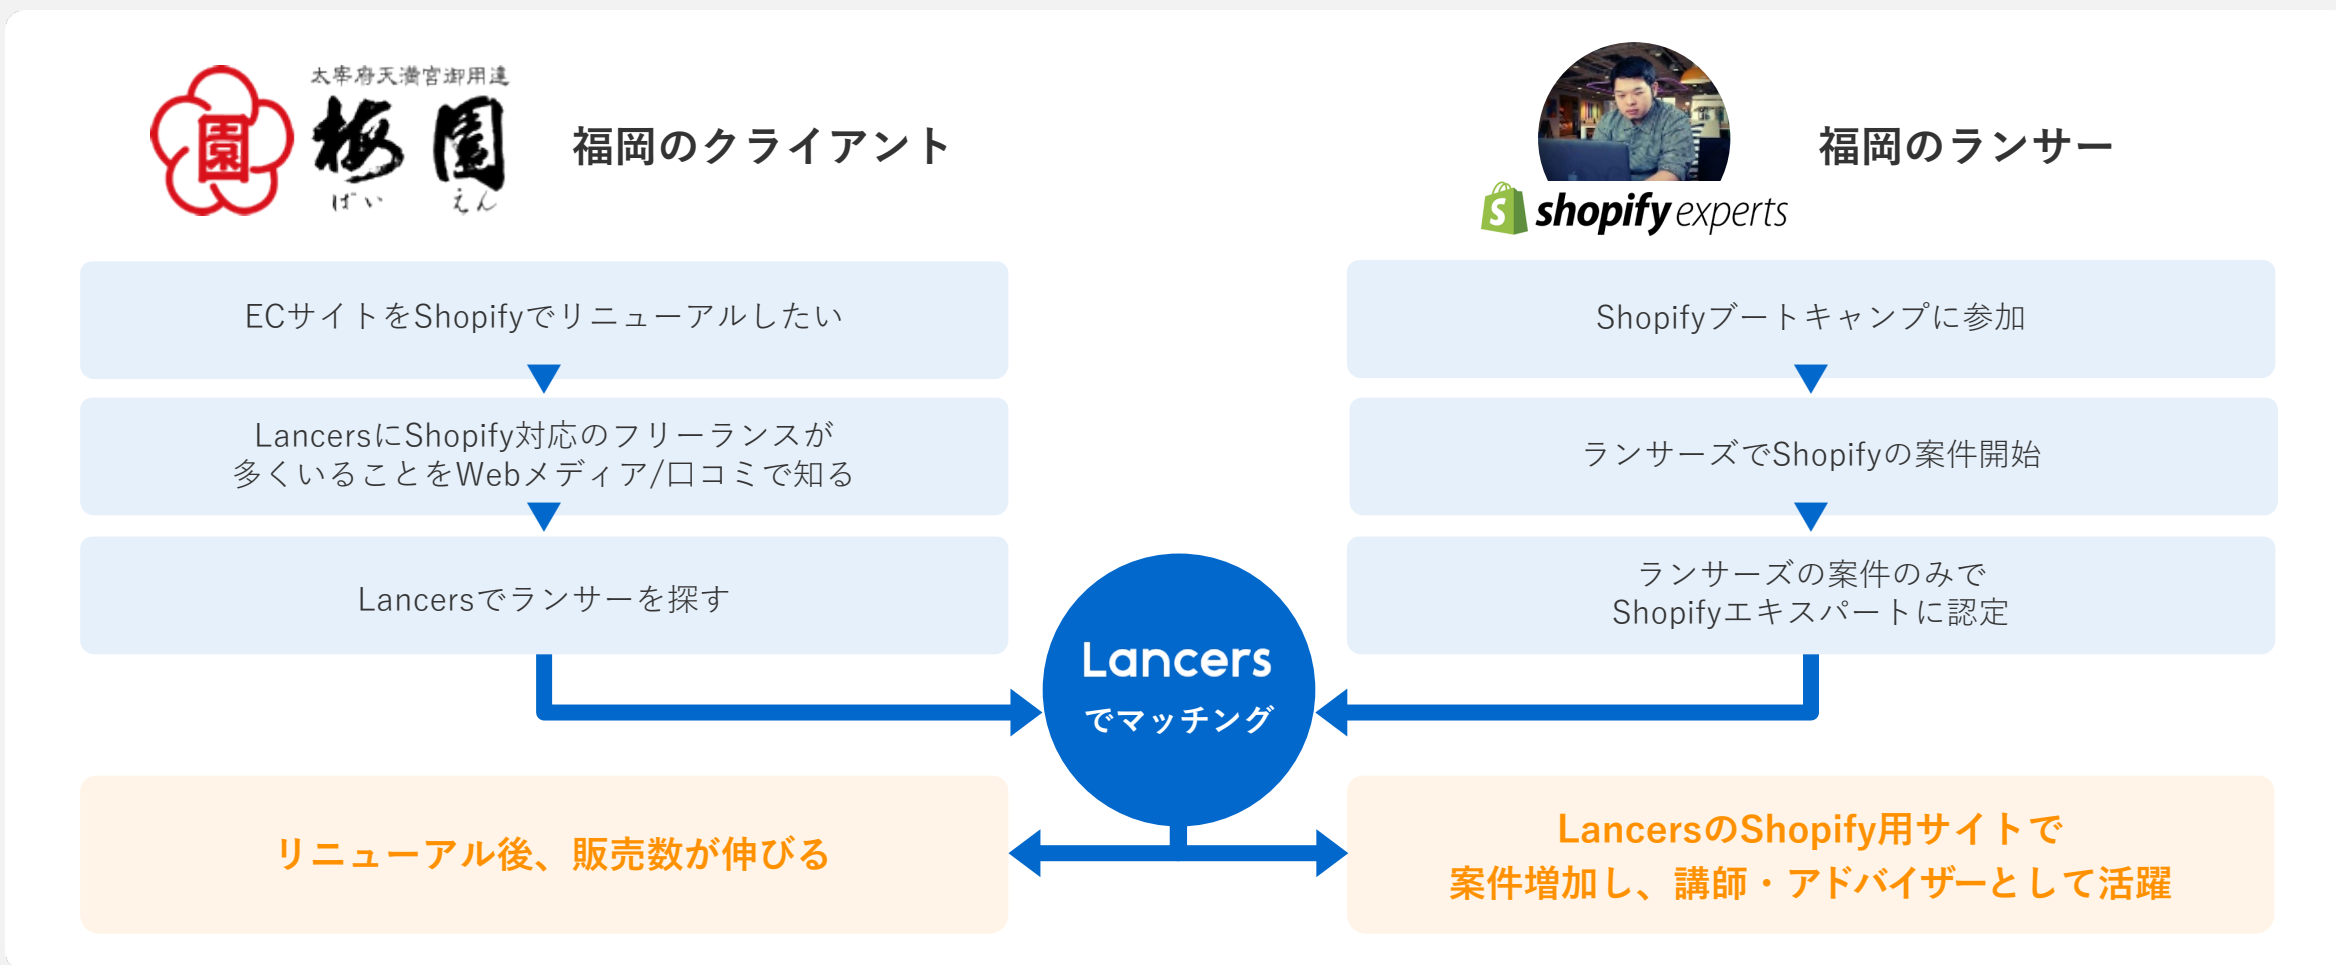 太宰府天満宮御用達
園
梅園
ばい えん
福岡のクライアント
ECサイトをShopifyでリニューアルしたい
LancersにShopify対応のフリーランスが
多くいることをWebメディア/口コミで知る
Lancersでランサーを探す
福岡のランサー
S
shopify experts
Shopifyブートキャンプに参加
ランサーズでShopifyの案件開始
ランサーズの案件のみで
Shopifyエキスパートに認定
Lancers
でマッチング
リニューアル後、販売数が伸びる
LancersのShopify用サイトで
案件増加し、講師・アドバイザーとして活躍